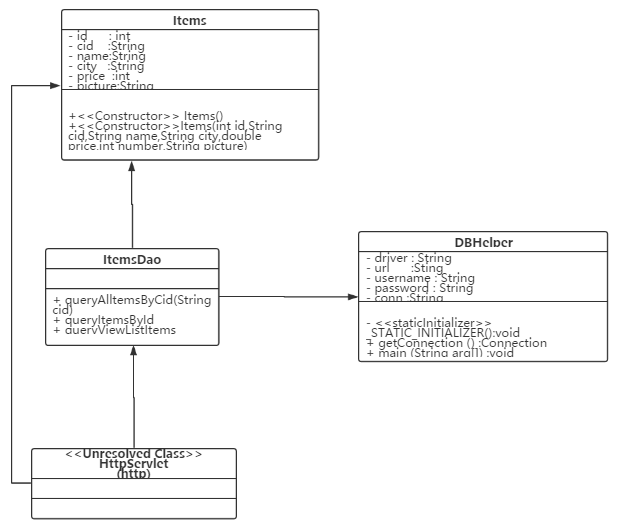 Items
- id : int
- cid :String
- name:String
- city :String
- price :int
- picture:String
+<<Constructor>> Items()
+<<Constructor>>Items(int id,String
cid,String name,String city,double
price,int number,String picture)
ItemsDao
+ queryAllItemsByCid(String
cid)
+ queryItemsById
+ queryViewListItems
DBHelper
- driver : String
- url :Sting
- username : String
- password : String
- conn :String
- <<staticInitializer>>
_STATIC_INITIALIZER():void
+ getConnection () :Connection
+ main (String arg[]) :void
<<Unresolved Class>>
HttpServlet
(http)